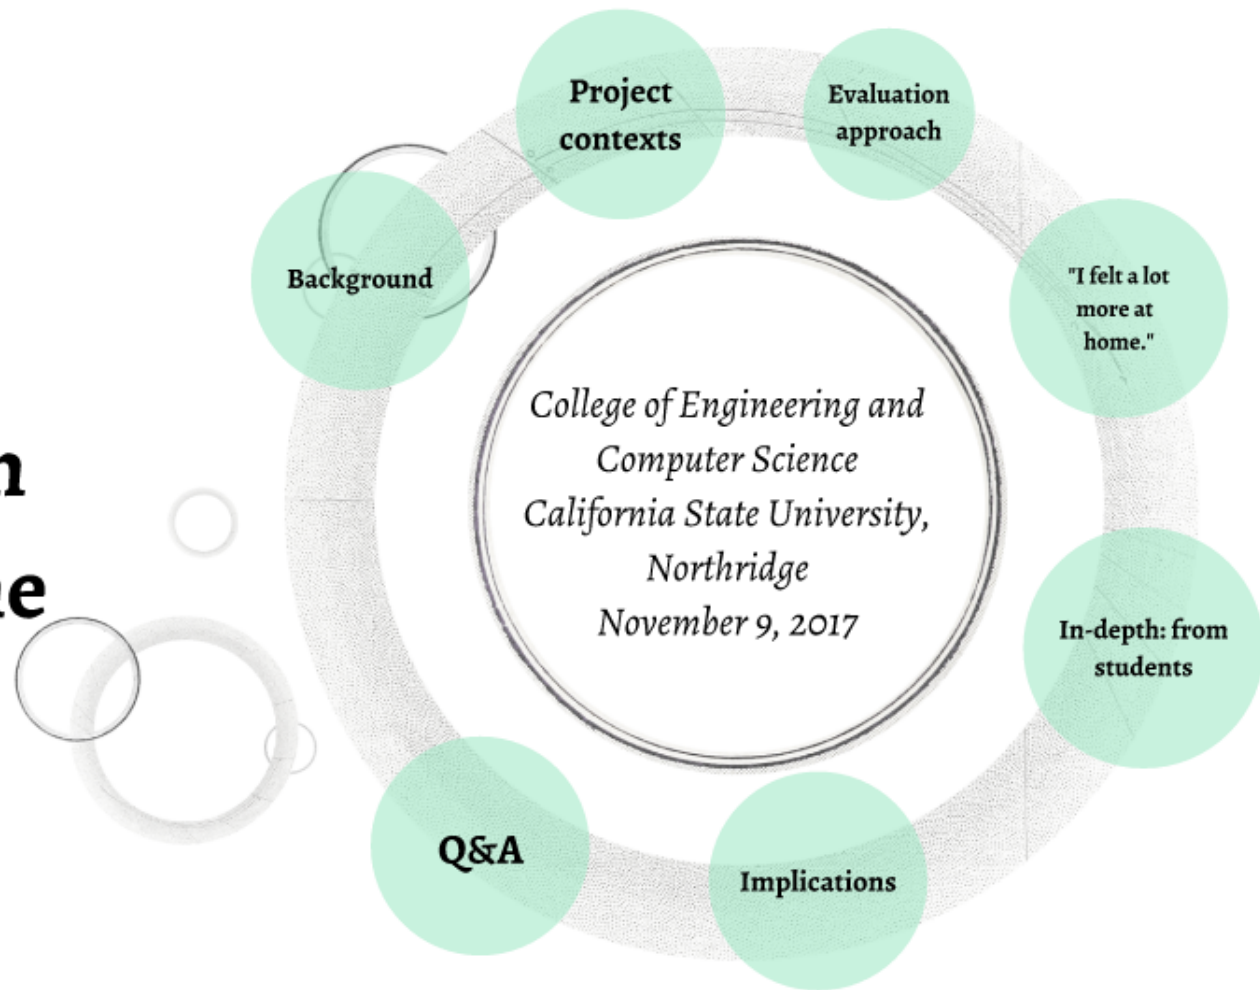 Project
contexts
Evaluation
approach
Background
"I felt a lot
more at
home."
College of Engineering and
Computer Science
California State University,
Northridge
November 9, 2017
In-depth: from
students
Q&A
Implications